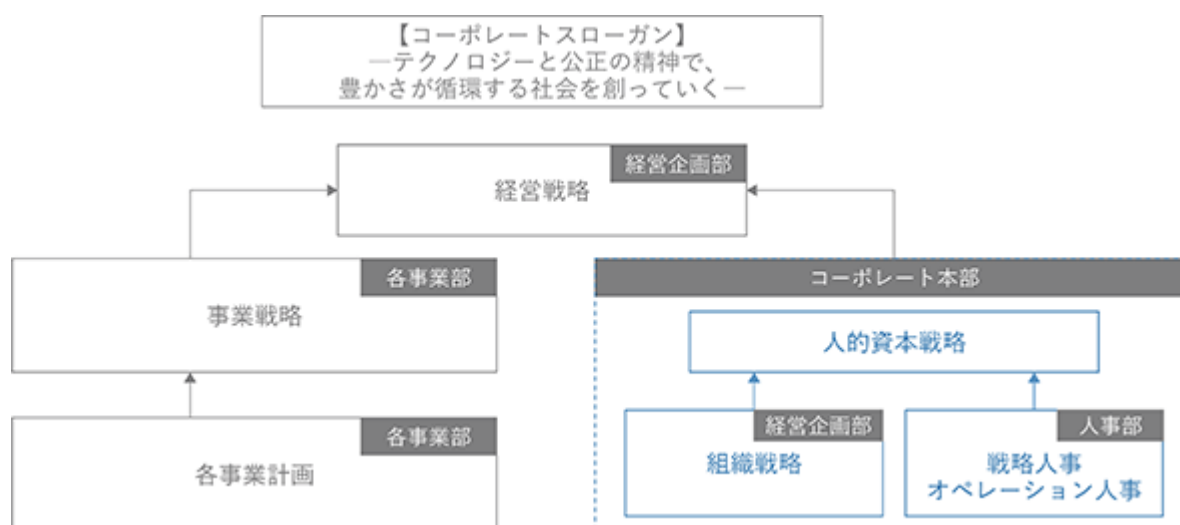 【コーポレートスローガン】
―テクノロジーと公正の精神で、
豊かさが循環する社会を創っていく―
経営企画部
経営戦略
各事業部
事業戦略
各事業部
各事業計画
コーポレート本部
人的資本戦略
経営企画部
組織戦略
人事部
戦略人事
オペレーション人事